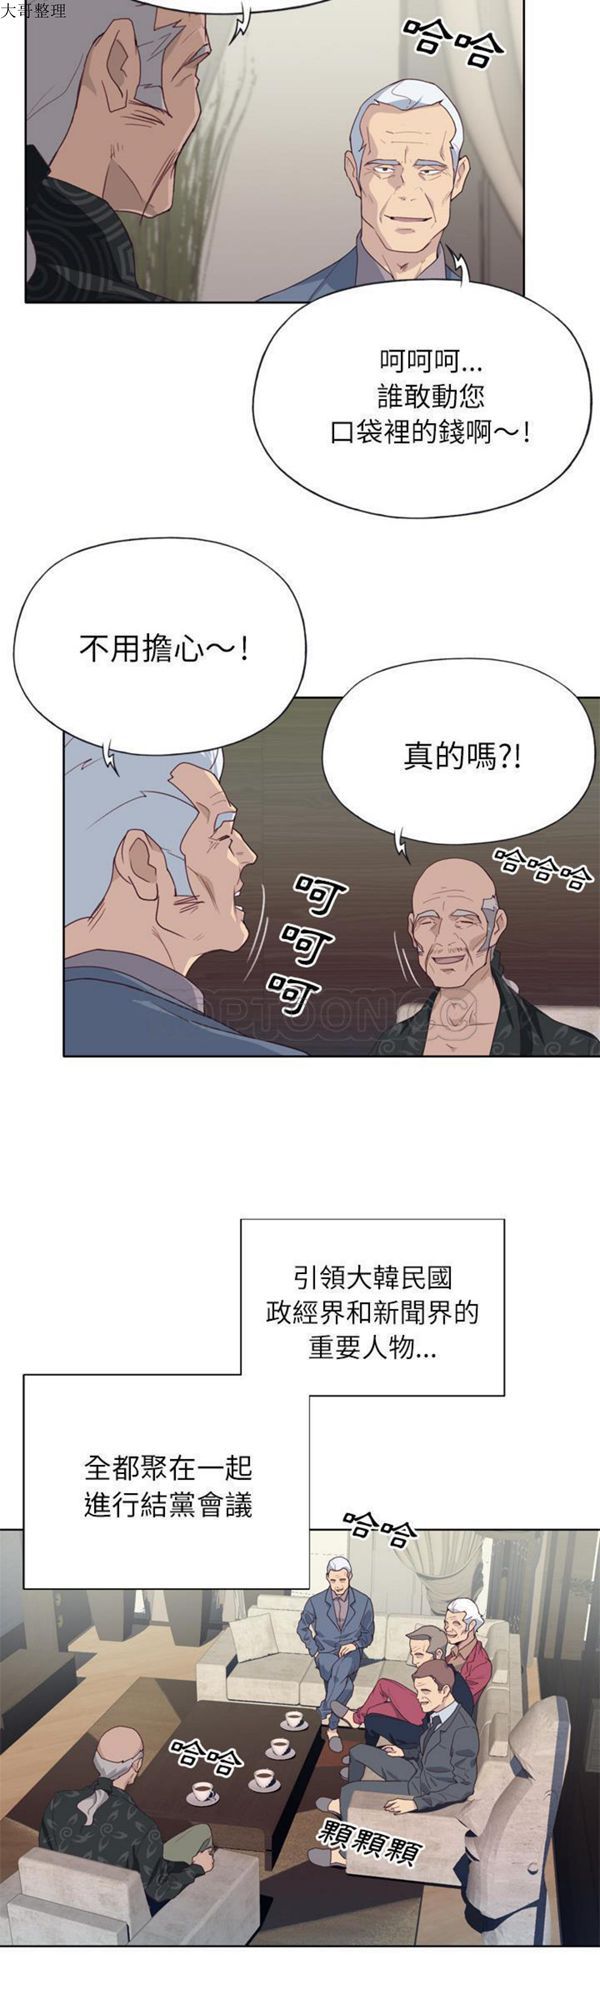 大哥整理
哈哈
呵呵呵...
誰敢動您
口袋裡的錢啊～!
不用擔心～!
真的嗎?!
哈哈哈
呵
呵
呵
TOPTOON.CC
引領大韓民國
政經界和新聞界的
重要人物...
全都聚在一起
進行結黨會議
哈哈
哈哈
顆顆顆